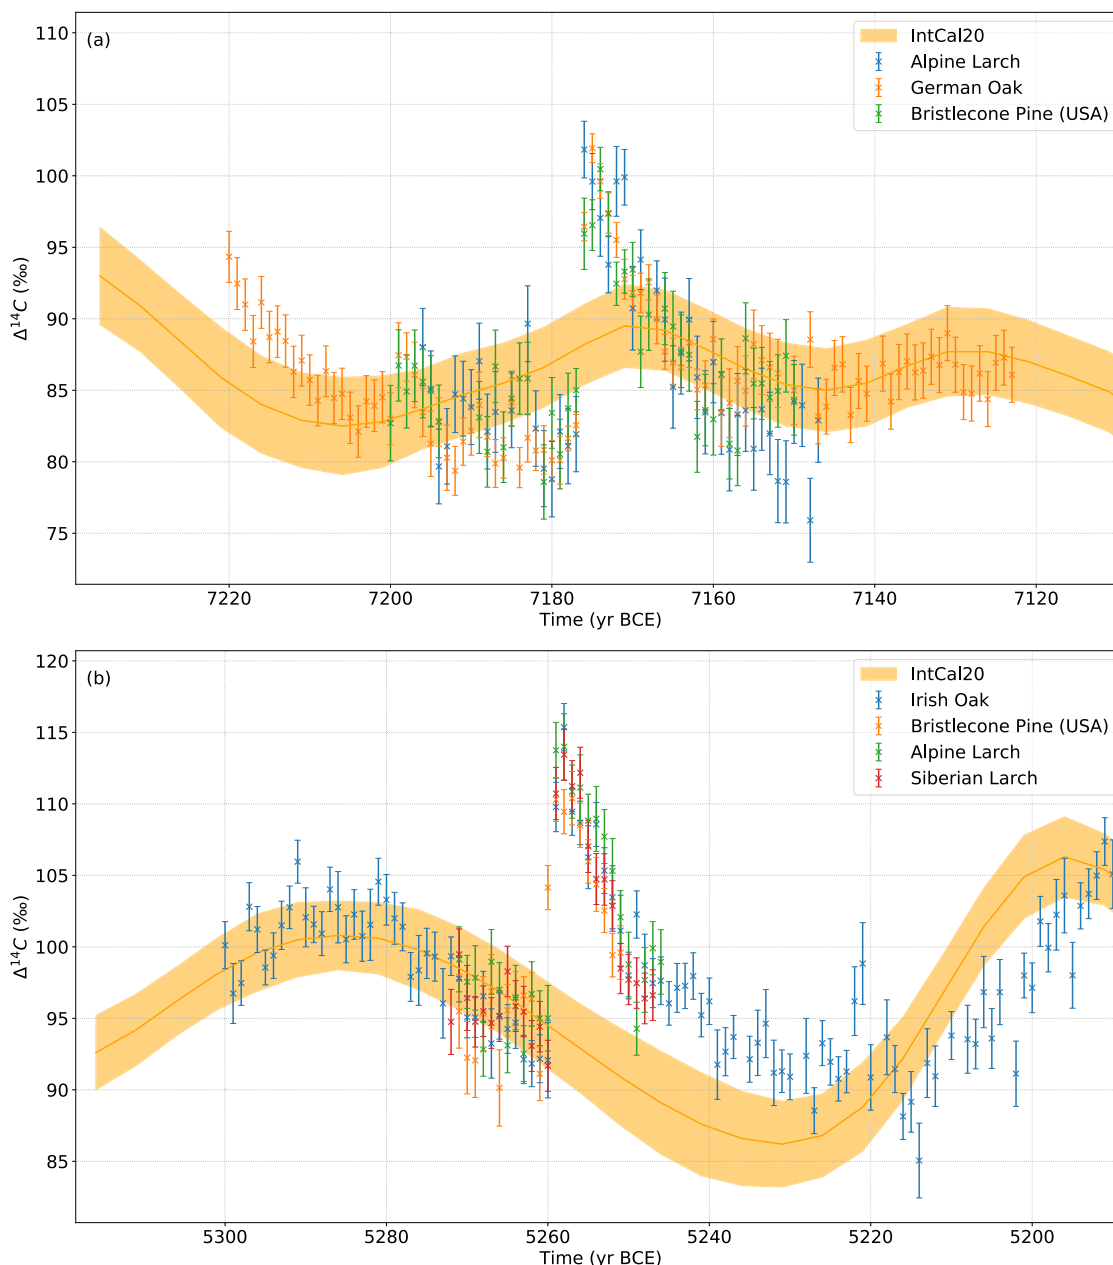 (a)
IntCal20
Alpine Larch
German Oak
Bristlecone Pine (USA)
110
105
100
95
90
85
80
75
Δ¹⁴C (‰)
7220 7200 7180 7160 7140 7120
Time (yr BCE)
(b)
IntCal20
Irish Oak
Bristlecone Pine (USA)
Alpine Larch
Siberian Larch
120
115
110
105
100
95
90
85
Δ¹⁴C (‰)
5300 5280 5260 5240 5220 5200
Time (yr BCE)